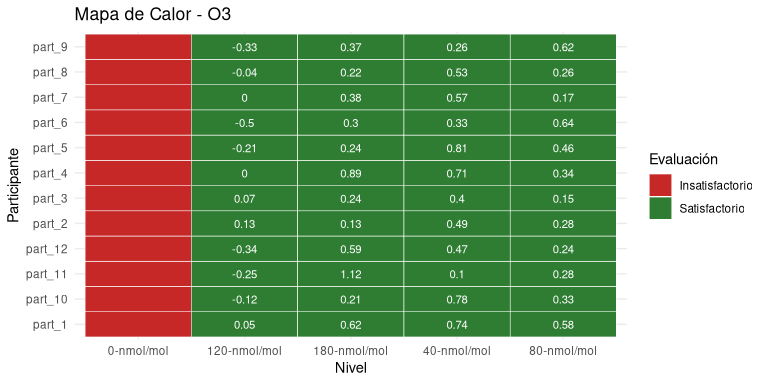 Mapa de Calor - O3
part_9 -0.33 0.37 0.26 0.62
part_8 -0.04 0.22 0.53 0.26
part_7 0 0.38 0.57 0.17
part_6 -0.5 0.3 0.33 0.64
part_5 -0.21 0.24 0.81 0.46
part_4 0 0.89 0.71 0.34
part_3 0.07 0.24 0.4 0.15
part_2 0.13 0.13 0.49 0.28
part_12 -0.34 0.59 0.47 0.24
part_11 -0.25 1.12 0.1 0.28
part_10 -0.12 0.21 0.78 0.33
part_1 0.05 0.62 0.74 0.58
0-nmol/mol 120-nmol/mol 180-nmol/mol 40-nmol/mol 80-nmol/mol
Nivel
Participante
Evaluación
Insatisfactorio
Satisfactorio